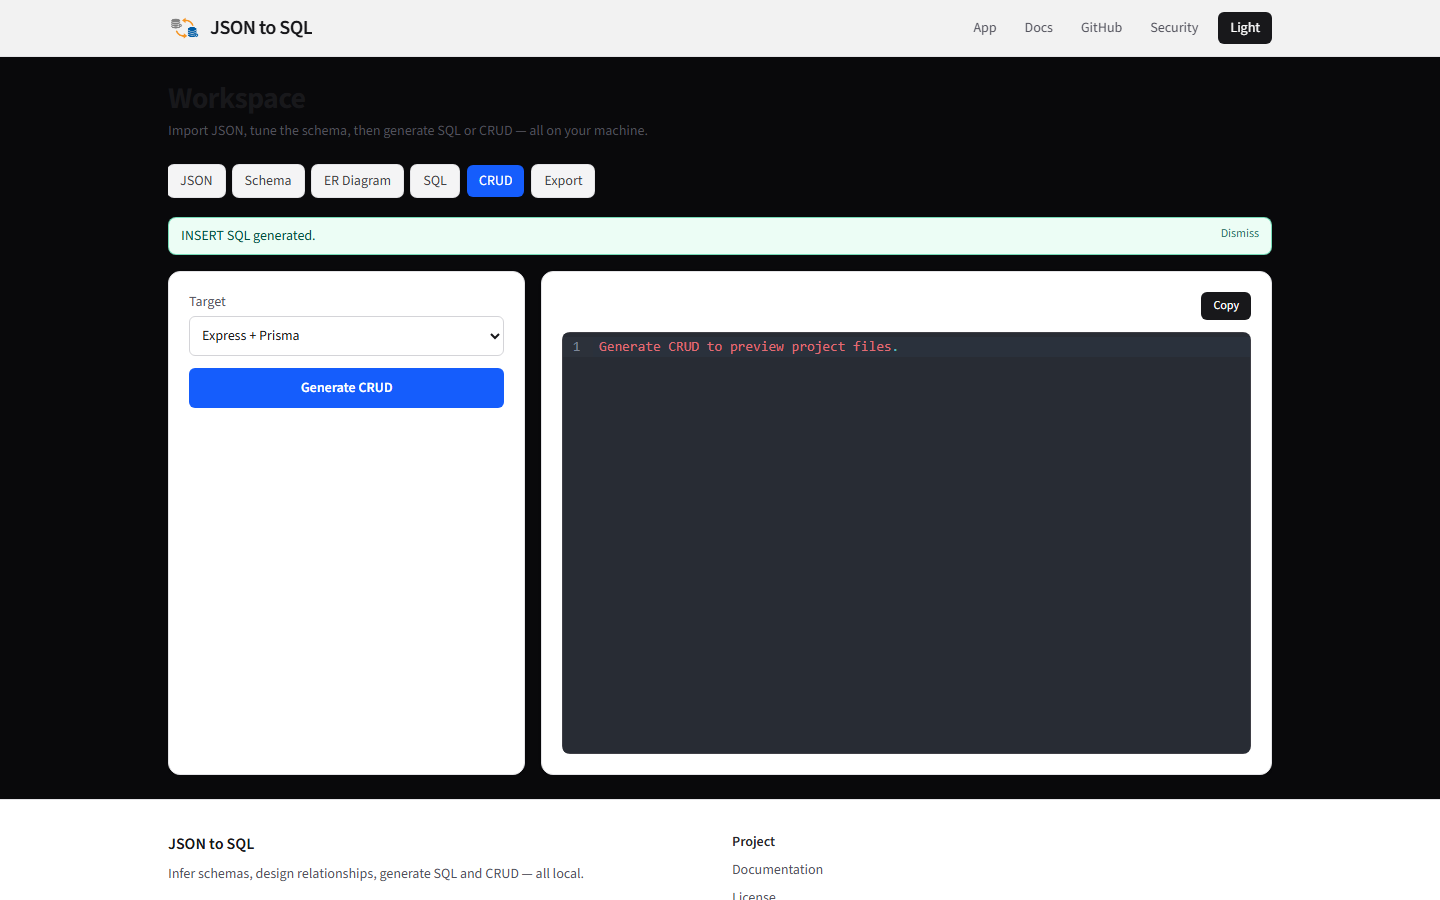 JSON to SQL
App
Docs
GitHub
Security
Light
Workspace
Import JSON, tune the schema, then generate SQL or CRUD — all on your machine.
JSON
Schema
ER Diagram
SQL
CRUD
Export
INSERT SQL generated.
Dismiss
Target
Express + Prisma
Generate CRUD
Copy
1 Generate CRUD to preview project files.
JSON to SQL
Infer schemas, design relationships, generate SQL and CRUD — all local.
Project
Documentation
License